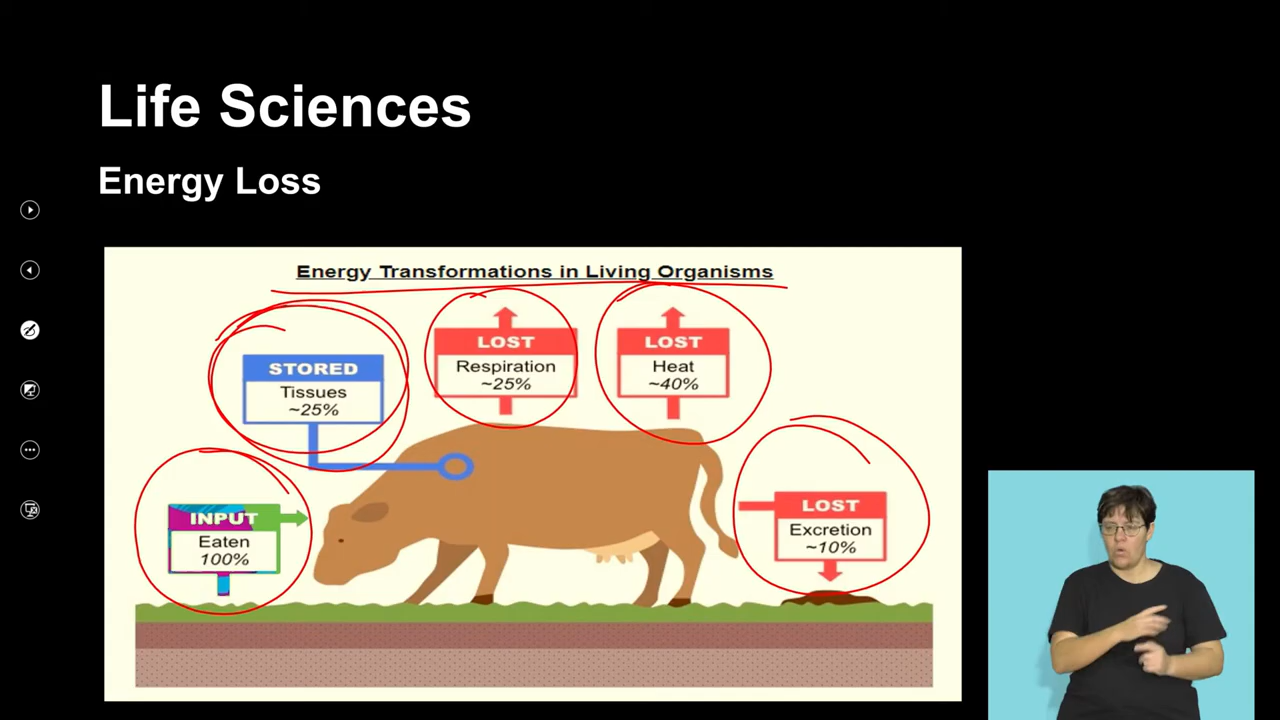 Life Sciences
Energy Loss
Energy Transformations in Living Organisms
STORED
Tissues
~25%
LOST
Respiration
~25%
LOST
Heat
~40%
INPUT
Eaten
100%
LOST
Excretion
~10%